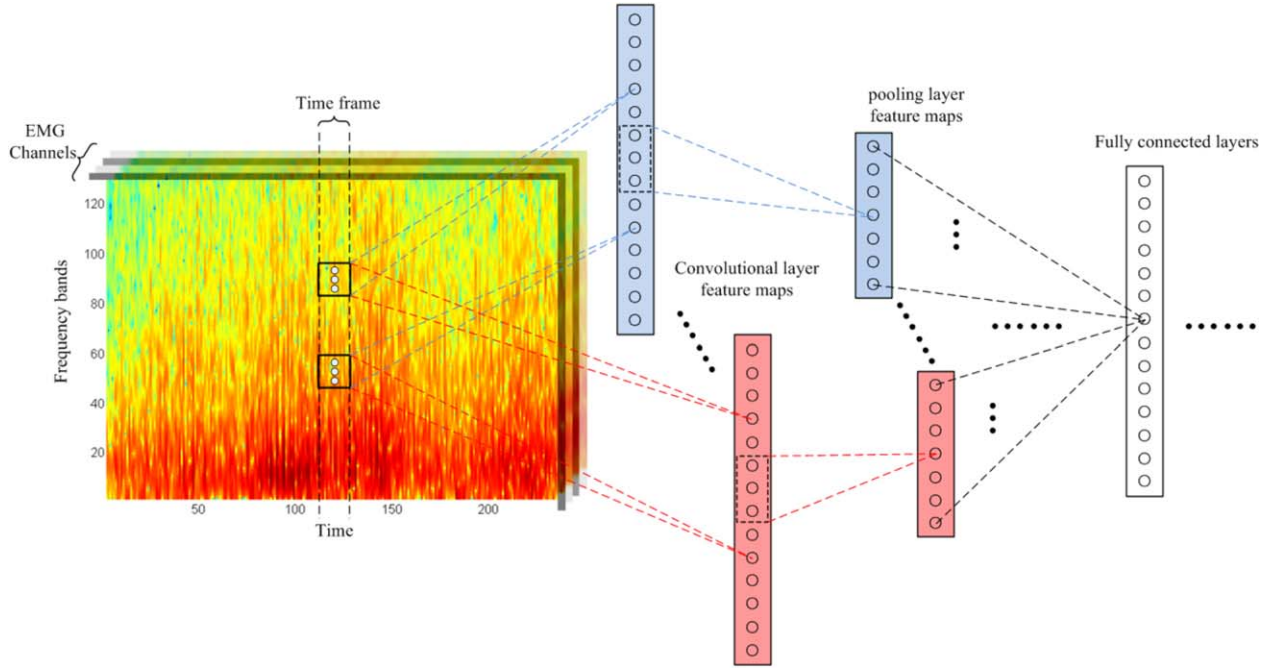 Time frame
EMG
Channels
pooling layer
feature maps
Fully connected layers
Convolutional layer
feature maps
Frequency bands
120
100
80
60
40
20
50
100
150
200
Time